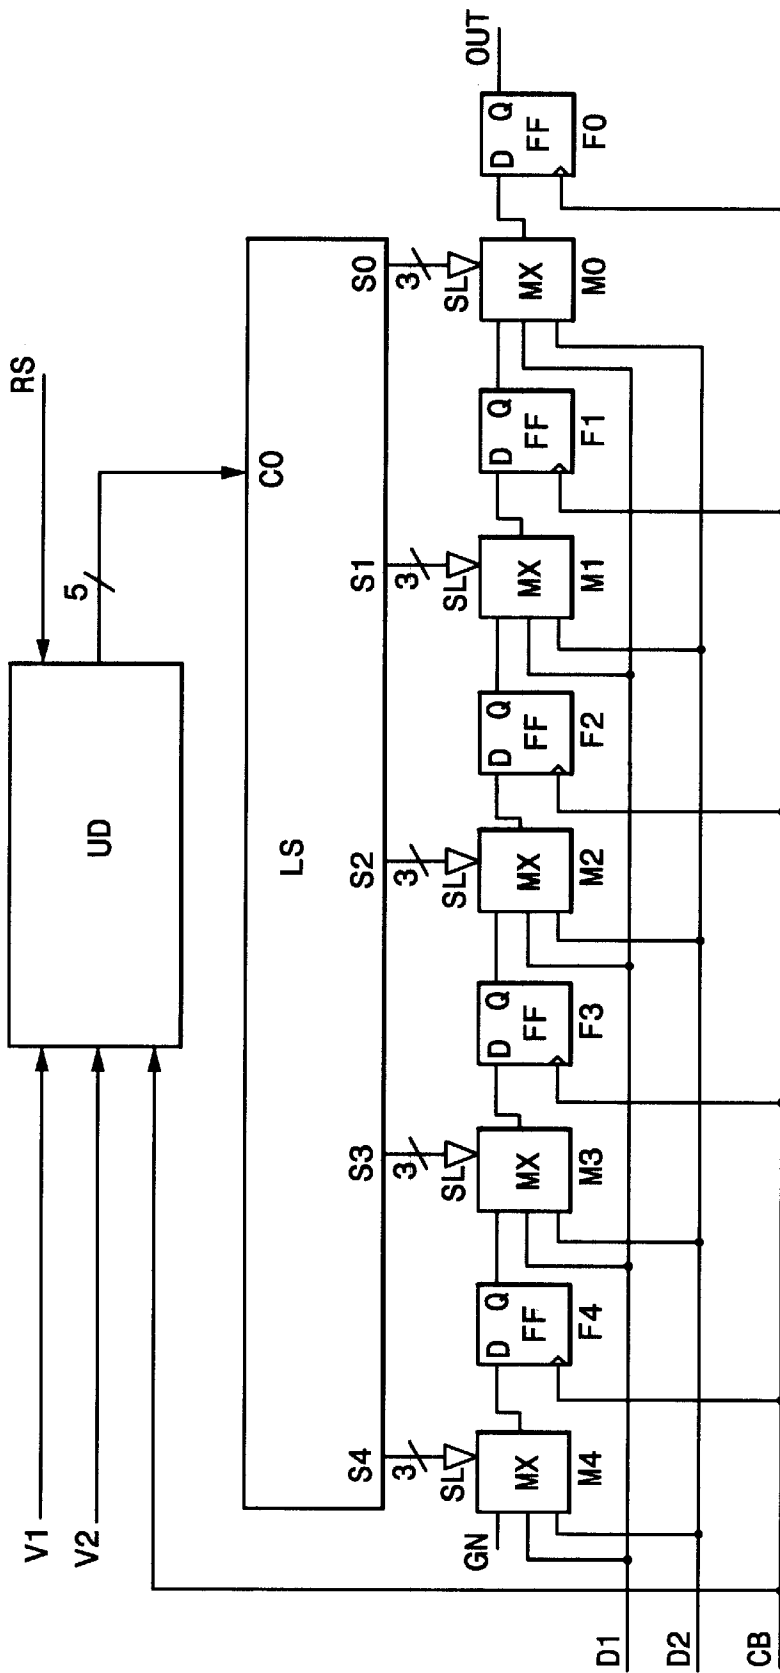 RS
V1
5
V2
UD
CO
LS
S4 S3 S2 S1 S0
3 3 3 3 3
SL SL SL SL SL
GN D Q D Q D Q D Q D Q OUT
MX FF MX FF MX FF MX FF MX FF
M4 F4 M3 F3 M2 F2 M1 F1 M0 F0
D1
D2
CB